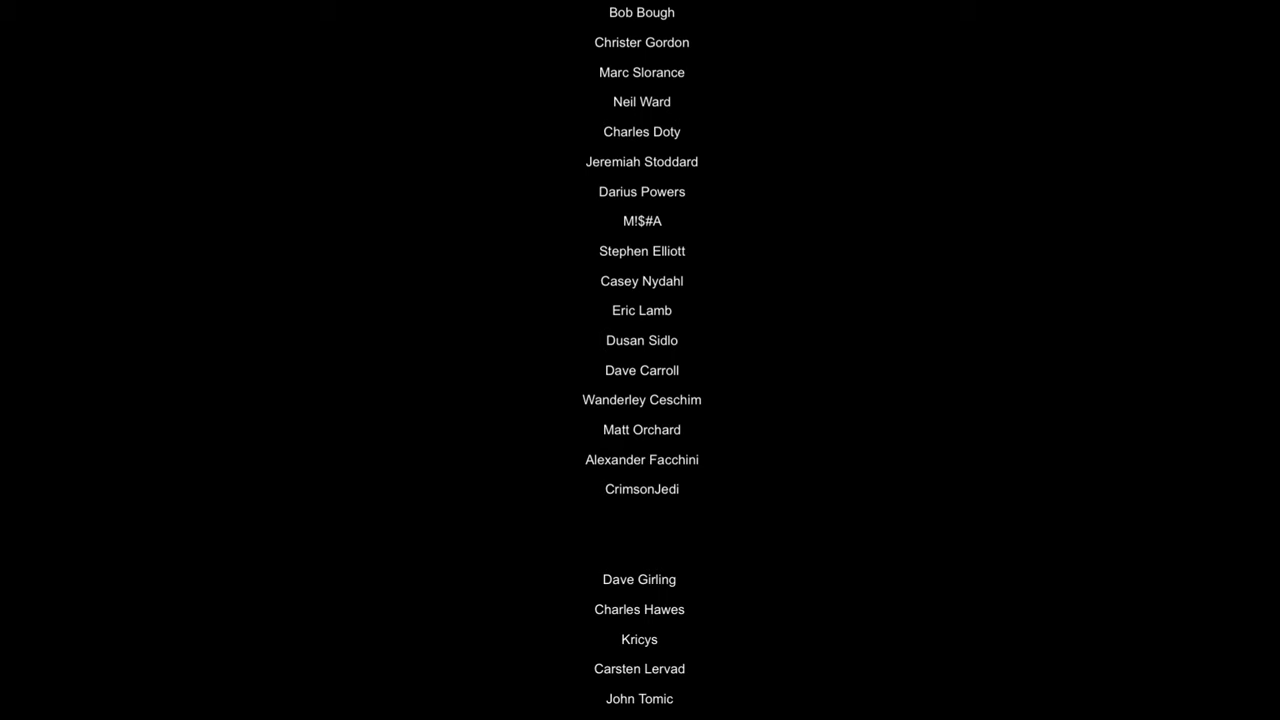 Bob Bough
Christer Gordon
Marc Slorance
Neil Ward
Charles Doty
Jeremiah Stoddard
Darius Powers
M!$#A
Stephen Elliott
Casey Nydahl
Eric Lamb
Dusan Sidlo
Dave Carroll
Wanderley Ceschim
Matt Orchard
Alexander Facchini
CrimsonJedi
Dave Girling
Charles Hawes
Kricys
Carsten Lervad
John Tomic